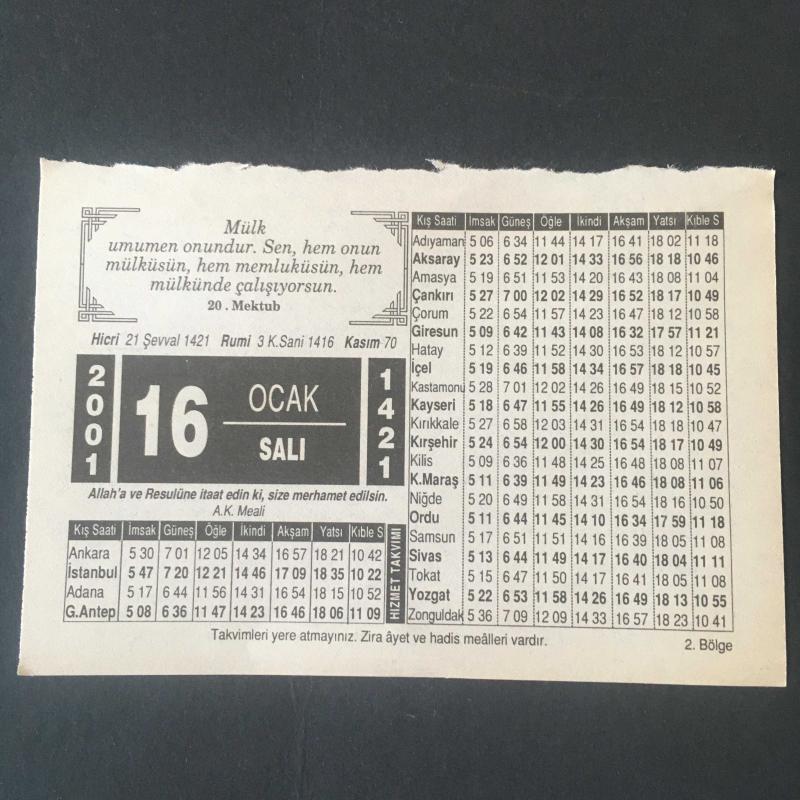 Mülk
umumen onundur. Sen, hem onun
mülküsün, hem memluküsün, hem
mülkünde çalışıyorsun.
20 . Mektub
Hicri 21 Şevval 1421 Rumi 3 K.Sani 1416 Kasım 70
2001
16
OCAK
SALI
1421
Allah'a ve Resulüne itaat edin ki, size merhamet edilsin.
A.K. Meali
Kış Saati İmsak Güneş Öğle İkindi Akşam Yatsı Kıble S
Ankara 5 30 7 01 12 05 14 34 16 57 18 21 10 42
İstanbul 5 47 7 20 12 21 14 46 17 09 18 35 10 22
Adana 5 17 6 44 11 56 14 31 16 54 18 15 10 52
G.Antep 5 08 6 36 11 47 14 23 16 46 18 06 11 09
HİZMET TAKVİMİ
Kış Saati İmsak Güneş Öğle İkindi Akşam Yatsı Kıble S
Adıyaman 5 06 6 34 11 44 14 17 16 41 18 02 11 18
Aksaray 5 23 6 52 12 01 14 33 16 56 18 18 10 46
Amasya 5 19 6 51 11 53 14 20 16 43 18 08 11 04
Çankırı 5 27 7 00 12 02 14 29 16 52 18 17 10 49
Çorum 5 22 6 54 11 57 14 23 16 47 18 12 10 58
Giresun 5 09 6 42 11 43 14 08 16 32 17 57 11 21
Hatay 5 12 6 39 11 52 14 30 16 53 18 12 10 57
İçel 5 19 6 46 11 58 14 34 16 57 18 18 10 45
Kastamonu 5 28 7 01 12 02 14 26 16 49 18 15 10 52
Kayseri 5 18 6 47 11 55 14 26 16 49 18 12 10 58
Kırıkkale 5 27 6 58 12 03 14 31 16 54 18 18 10 47
Kırşehir 5 24 6 54 12 00 14 30 16 54 18 17 10 49
Kilis 5 09 6 36 11 48 14 25 16 48 18 08 11 07
K.Maraş 5 11 6 39 11 49 14 23 16 46 18 08 11 06
Niğde 5 20 6 49 11 58 14 31 16 54 18 16 10 50
Ordu 5 11 6 44 11 45 14 10 16 34 17 59 11 18
Samsun 5 17 6 51 11 51 14 16 16 39 18 05 11 08
Sivas 5 13 6 44 11 49 14 17 16 40 18 04 11 11
Tokat 5 15 6 47 11 50 14 17 16 41 18 05 11 08
Yozgat 5 22 6 53 11 58 14 26 16 49 18 13 10 55
Zonguldak 5 36 7 09 12 09 14 33 16 57 18 23 10 41
Takvimleri yere atmayınız. Zira âyet ve hadis meâlleri vardır.
2. Bölge